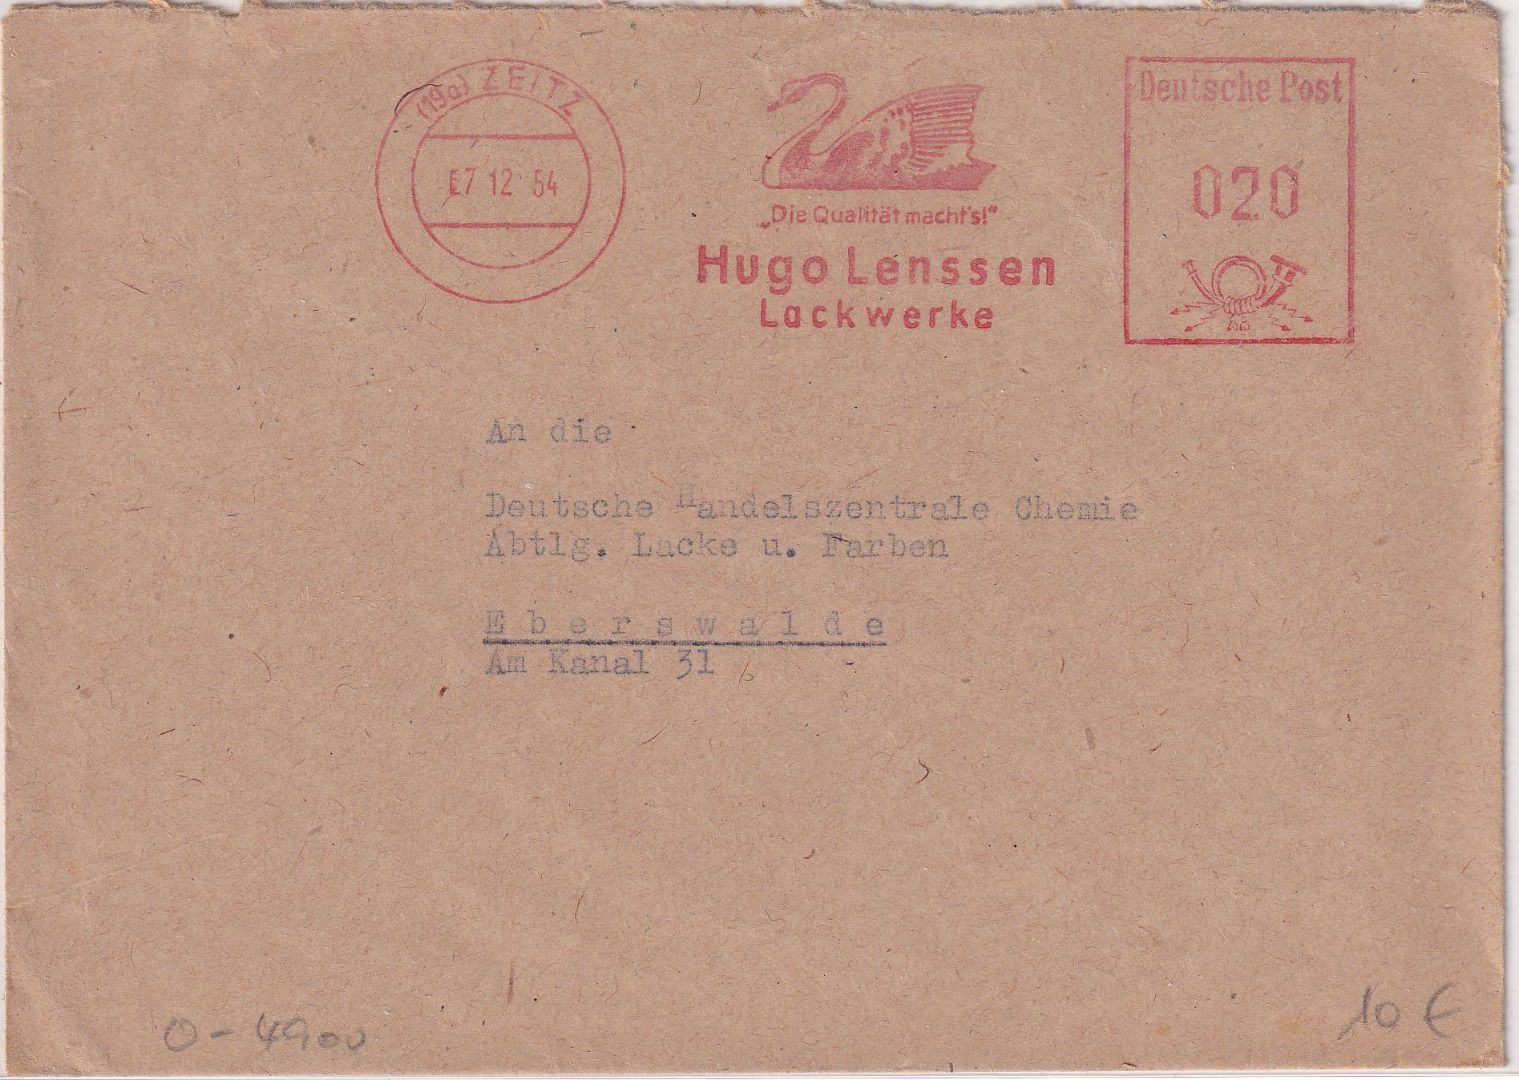 (19a) ZEITZ
E7 12 54
„Die Qualität macht's!“
Hugo Lenssen
Lackwerke
Deutsche Post
020
An die
Deutsche Handelszentrale Chemie
Abtlg. Lacke u. Farben
Eberswalde
Am Kanal 31
O-4900
10 €